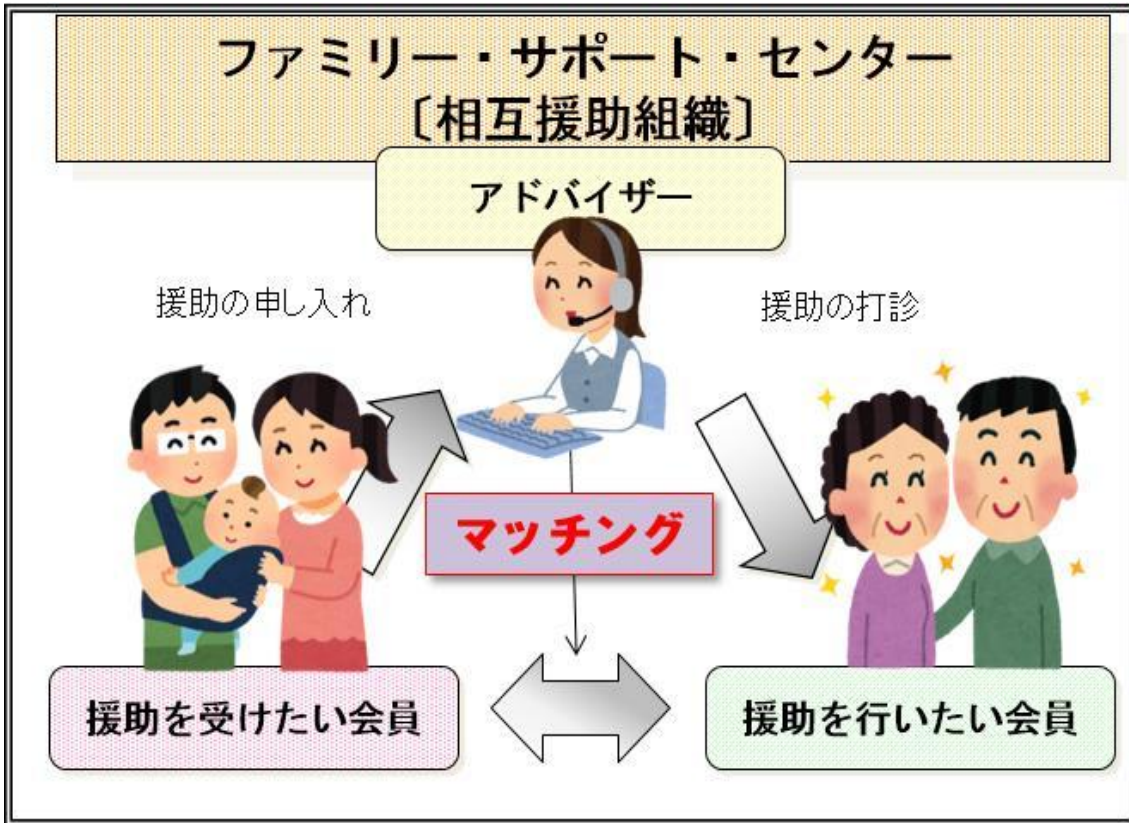 ファミリー・サポート・センター
〔相互援助組織〕
アドバイザー
援助の申し入れ
援助の打診
マッチング
援助を受けたい会員
援助を行いたい会員